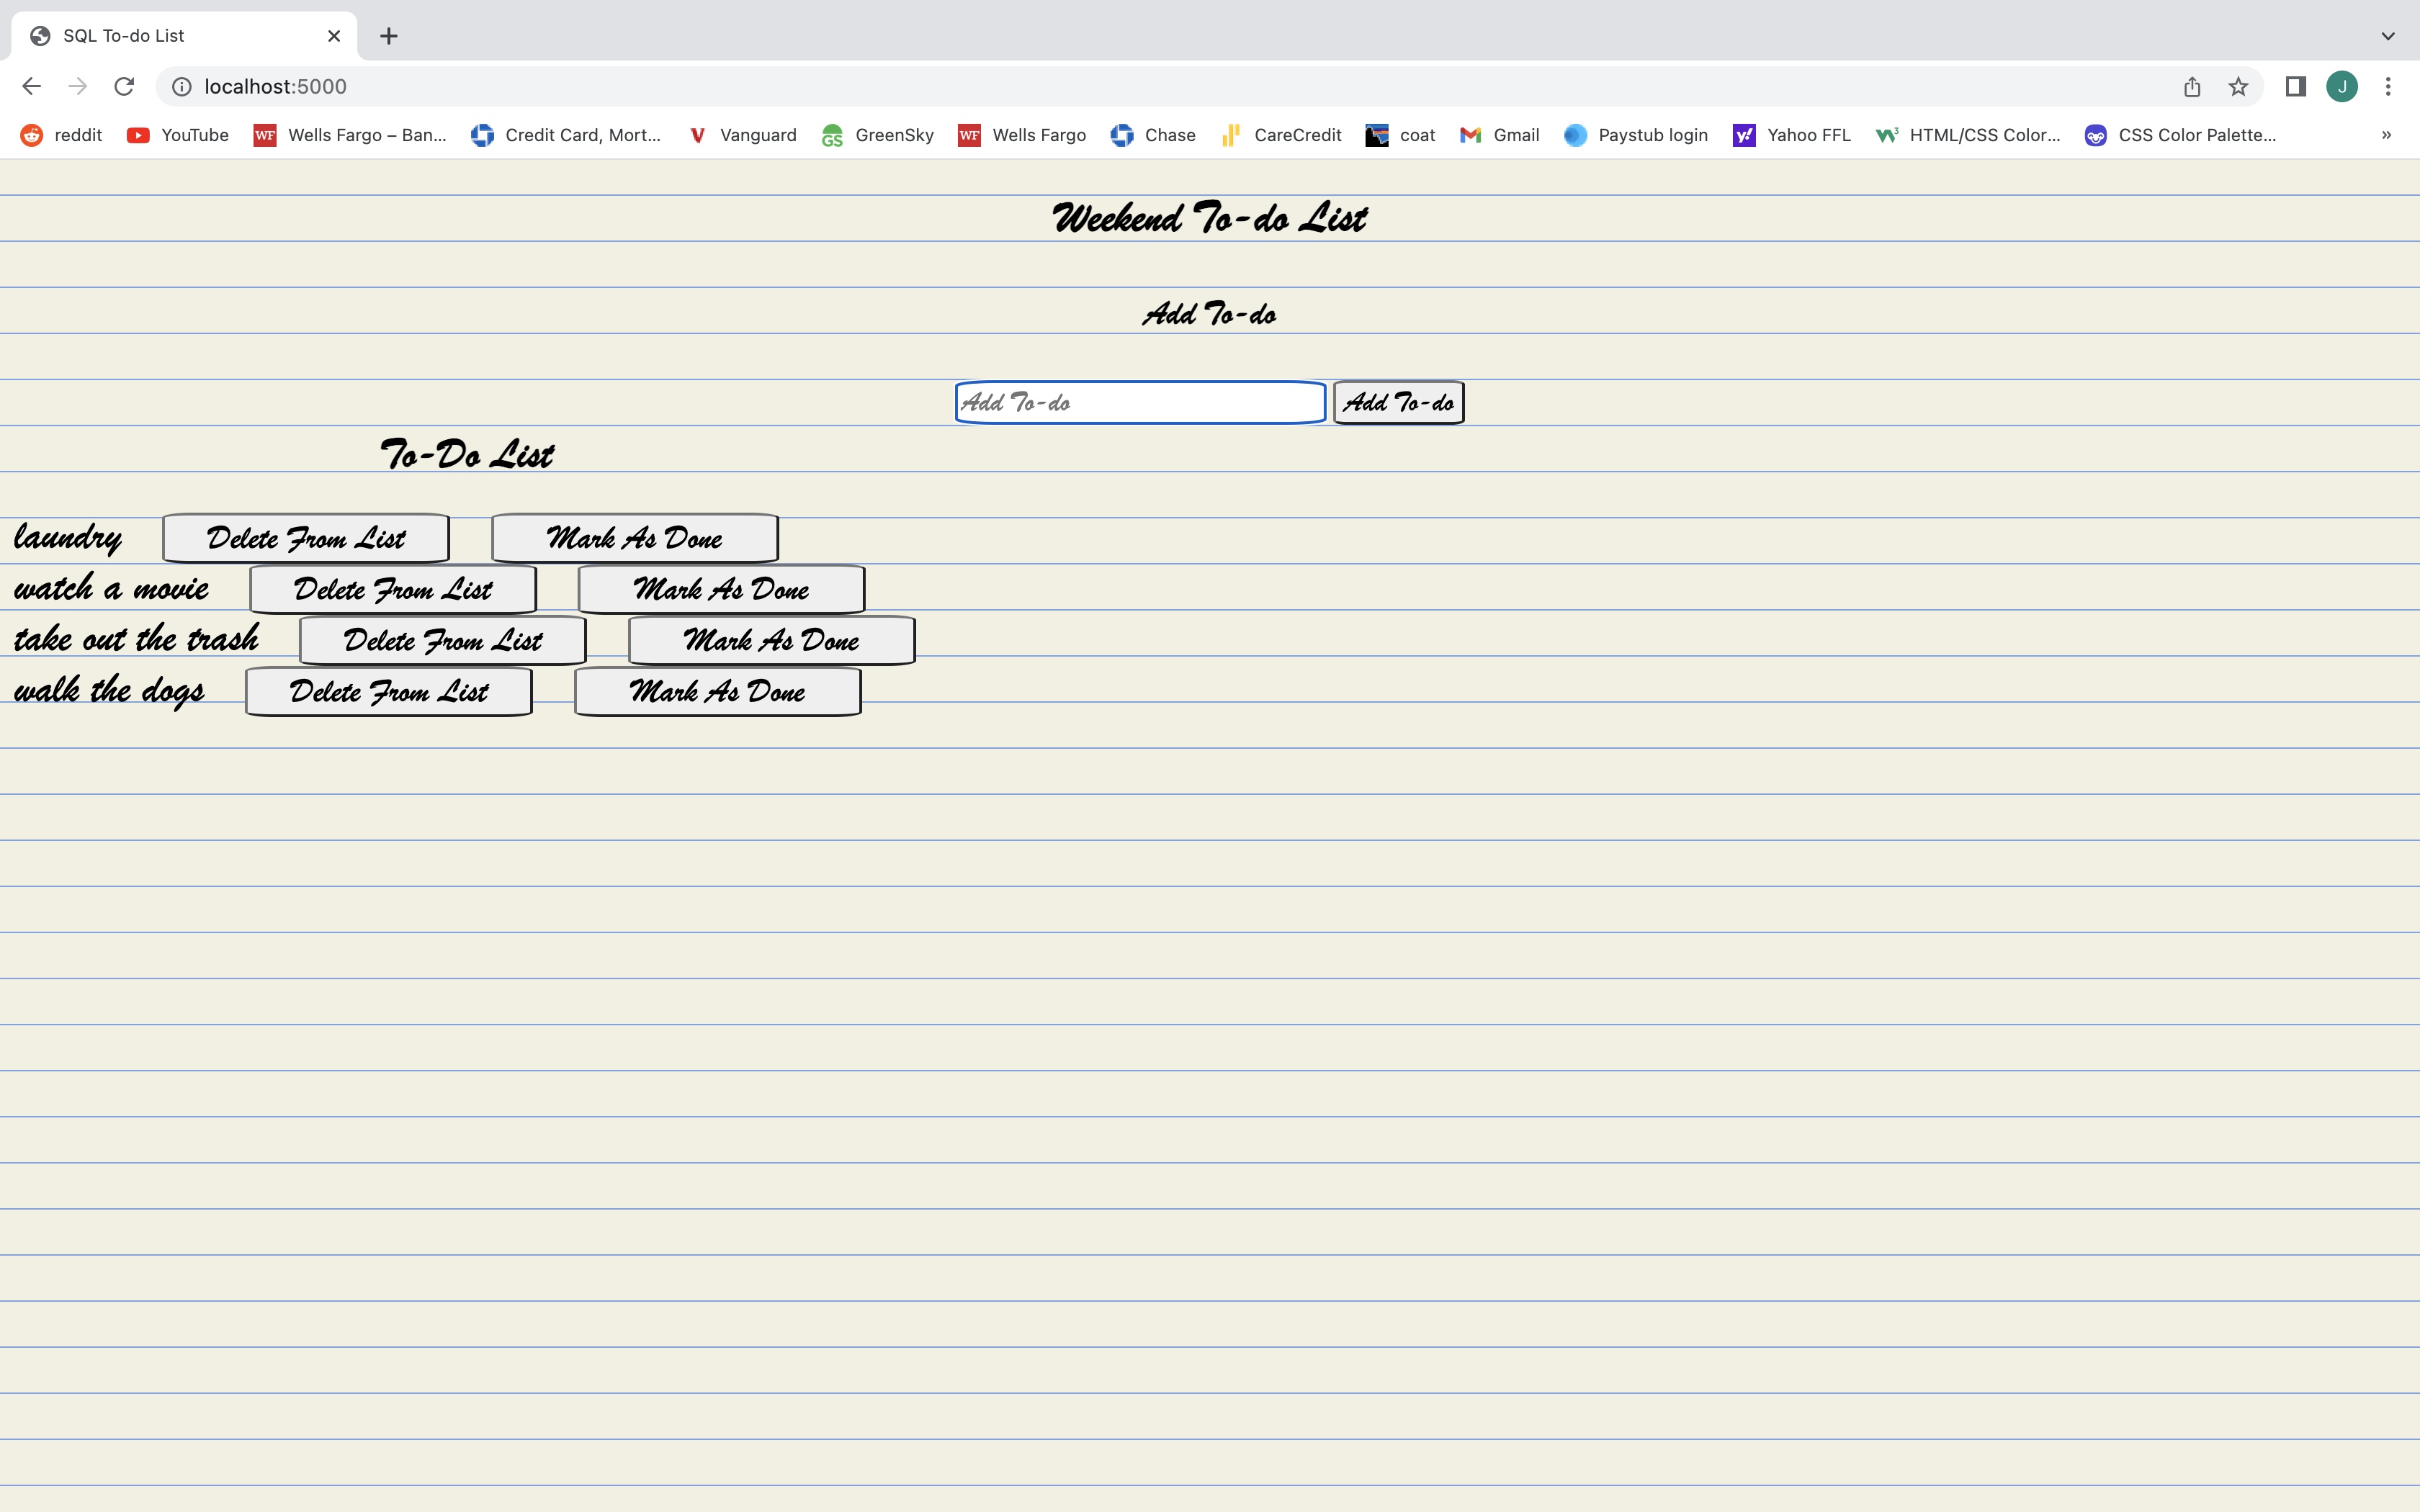 SQL To-do List
localhost:5000
J
reddit YouTube WF Wells Fargo – Ban... Credit Card, Mort... V Vanguard GS GreenSky WF Wells Fargo Chase CareCredit coat Gmail Paystub login y! Yahoo FFL W3 HTML/CSS Color... CSS Color Palette... »
Weekend To-do List
Add To-do
Add To-do Add To-do
To-Do List
laundry Delete From List Mark As Done
watch a movie Delete From List Mark As Done
take out the trash Delete From List Mark As Done
walk the dogs Delete From List Mark As Done